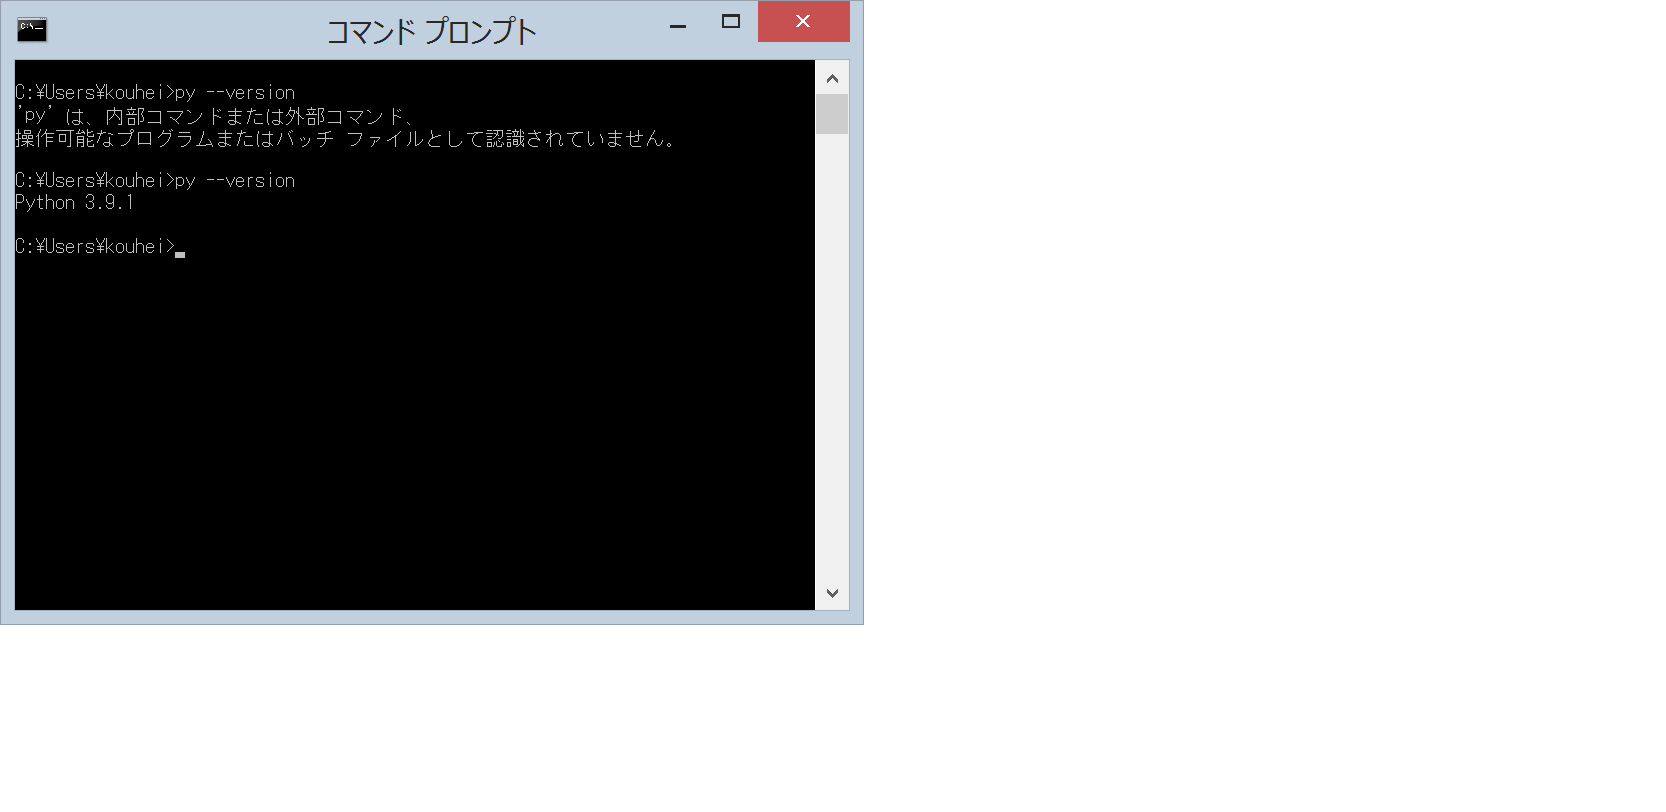 コマンド プロンプト
C:¥Users¥kouhei>py --version
'py' は、内部コマンドまたは外部コマンド、
操作可能なプログラムまたはバッチ ファイルとして認識されていません。
C:¥Users¥kouhei>py --version
Python 3.9.1
C:¥Users¥kouhei>